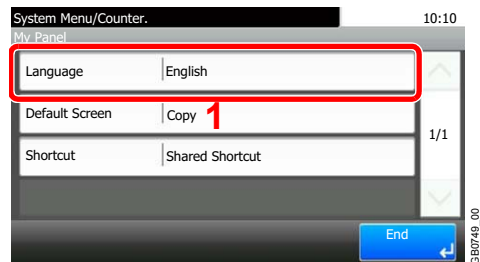 System Menu/Counter. 10:10
My Panel
Language English
Default Screen Copy 1
1/1
Shortcut Shared Shortcut
End
GB0749_00